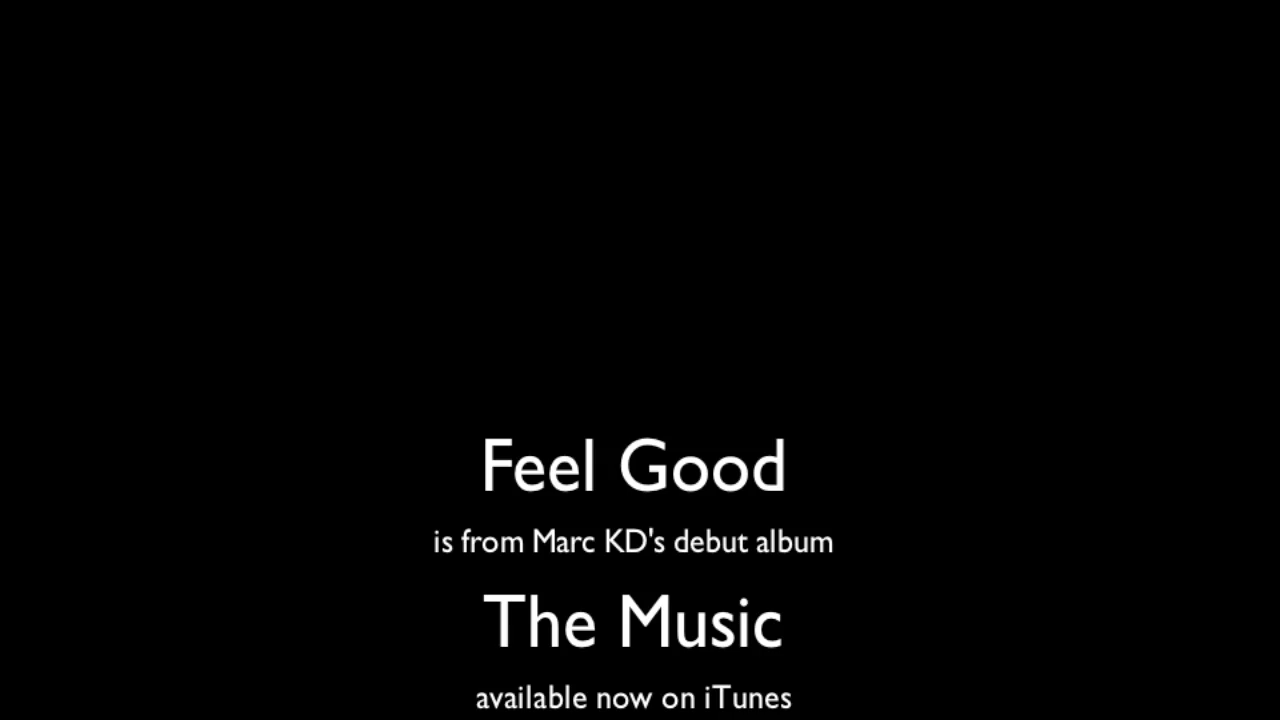 Feel Good
is from Marc KD's debut album
The Music
available now on iTunes